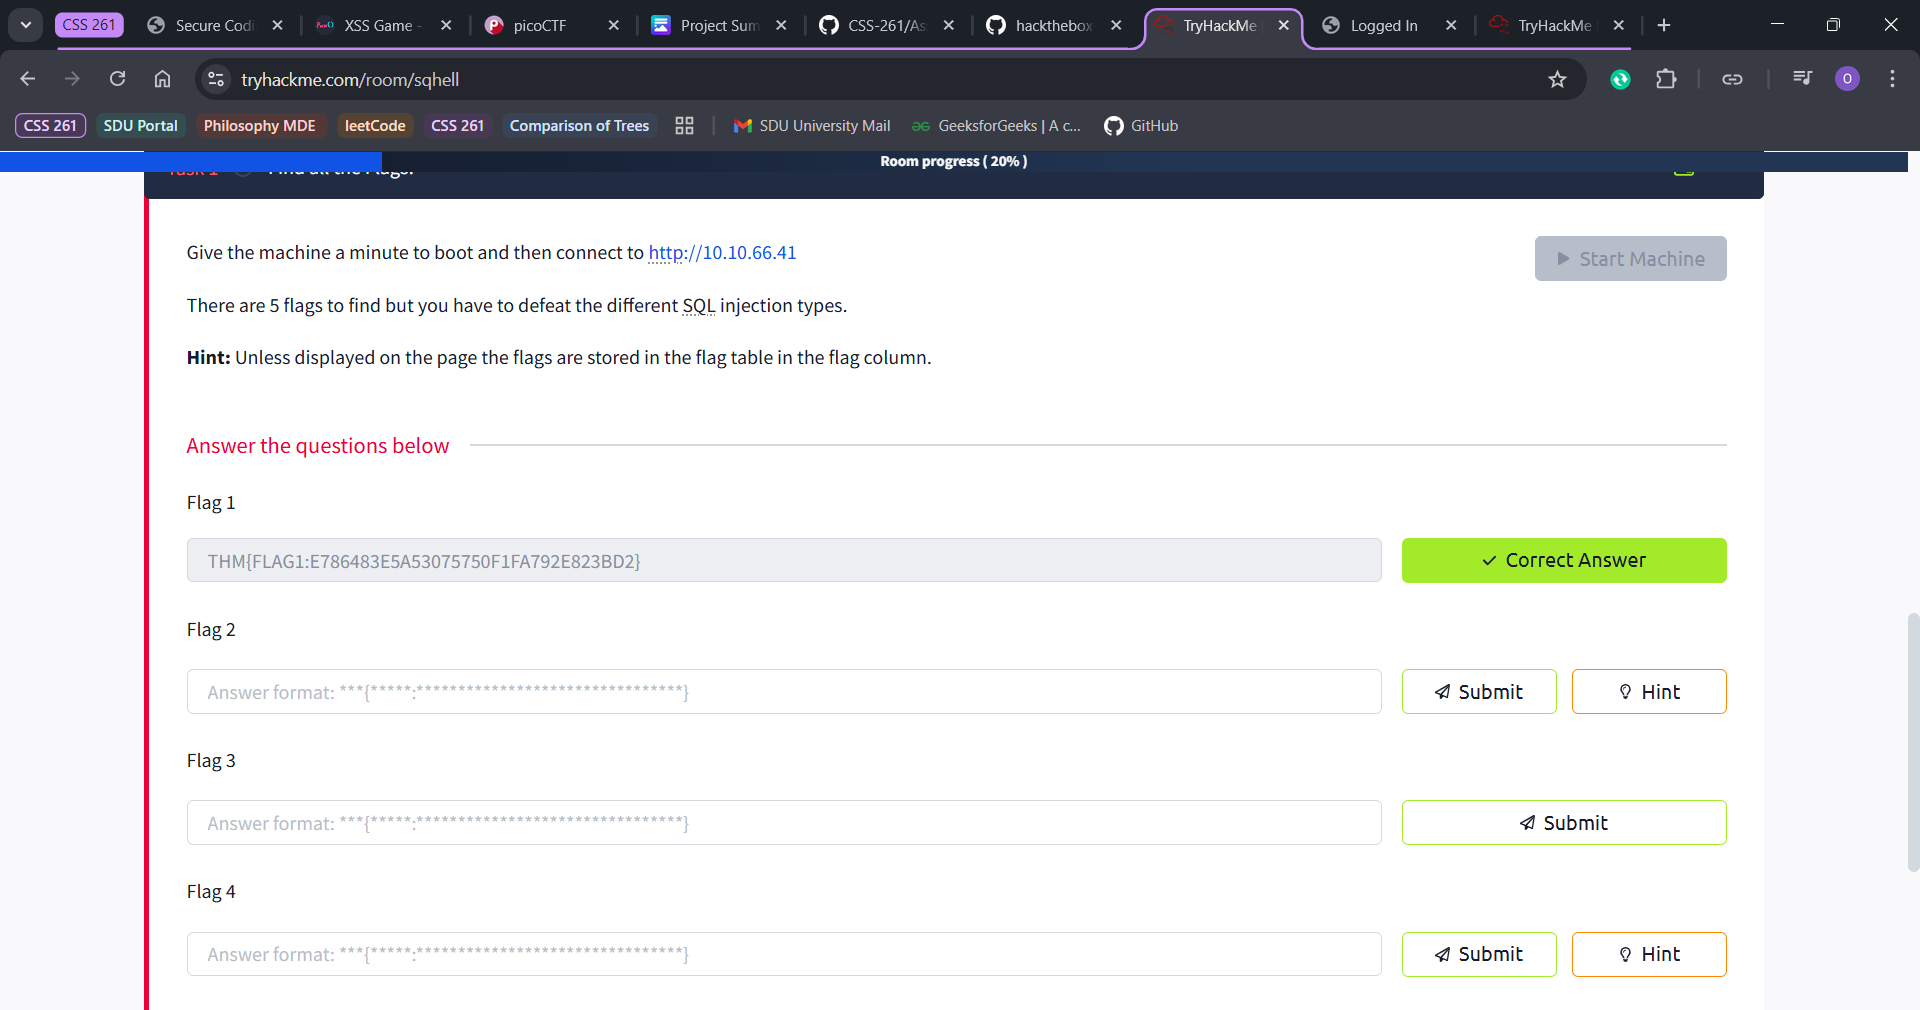 CSS 261
Secure Codi
XSS Game -
picoCTF
Project Sum
CSS-261/As
hackthebox
TryHackMe
Logged In
TryHackMe
tryhackme.com/room/sqhell
O
CSS 261
SDU Portal
Philosophy MDE
leetCode
CSS 261
Comparison of Trees
SDU University Mail
GeeksforGeeks | A c...
GitHub
Room progress ( 20% )
Task 1
Find all the Flags!
Give the machine a minute to boot and then connect to http://10.10.66.41
Start Machine
There are 5 flags to find but you have to defeat the different SQL injection types.
Hint: Unless displayed on the page the flags are stored in the flag table in the flag column.
Answer the questions below
Flag 1
THM{FLAG1:E786483E5A53075750F1FA792E823BD2}
Correct Answer
Flag 2
Answer format: ***{*****:********************************}
Submit
Hint
Flag 3
Answer format: ***{*****:********************************}
Submit
Flag 4
Answer format: ***{*****:********************************}
Submit
Hint